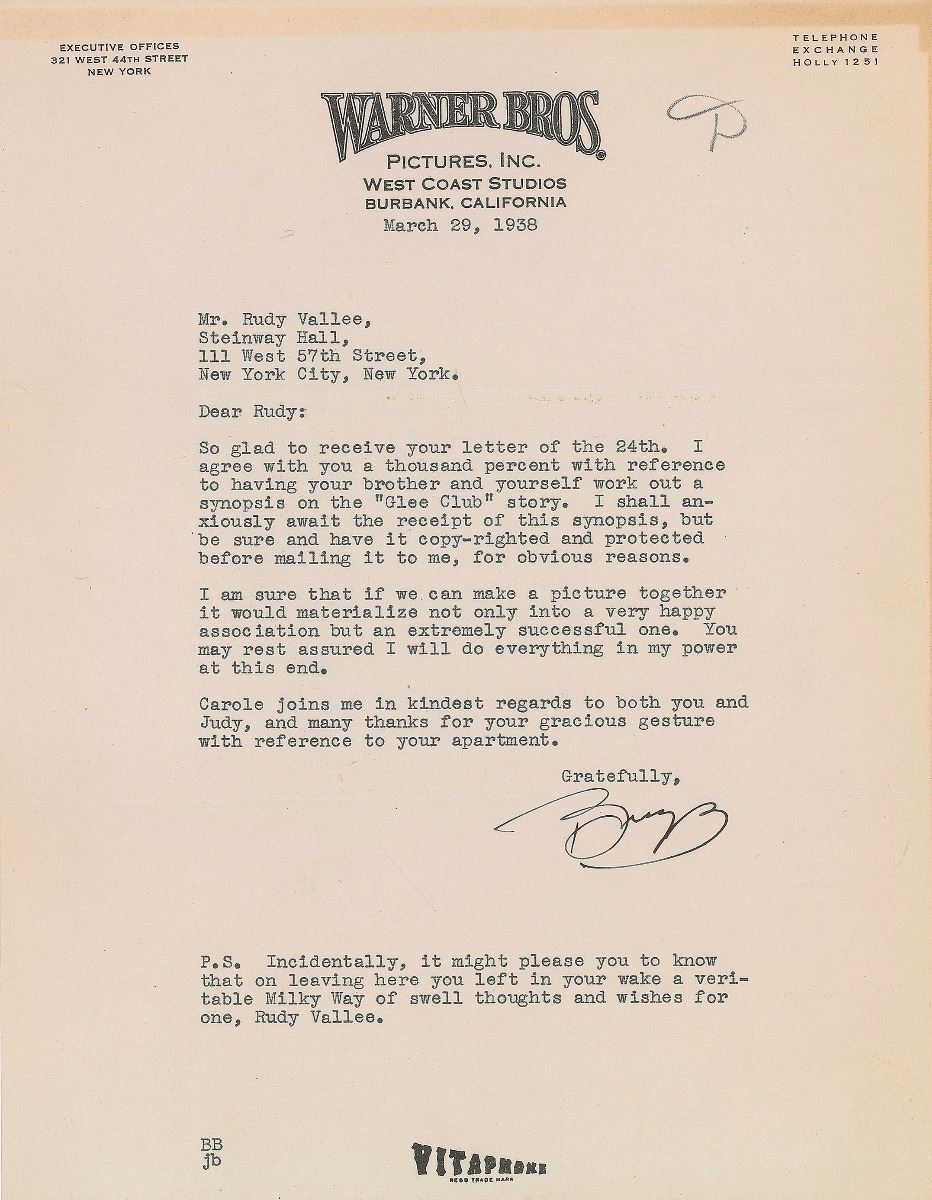 EXECUTIVE OFFICES
321 WEST 44TH STREET
NEW YORK
TELEPHONE
EXCHANGE
HOLLY 1251
WARNER BROS.
PICTURES, INC.
WEST COAST STUDIOS
BURBANK, CALIFORNIA
March 29, 1938
Mr. Rudy Vallee,
Steinway Hall,
111 West 57th Street,
New York City, New York.
Dear Rudy:
So glad to receive your letter of the 24th. I
agree with you a thousand percent with reference
to having your brother and yourself work out a
synopsis on the "Glee Club" story. I shall an-
xiously await the receipt of this synopsis, but
be sure and have it copy-righted and protected
before mailing it to me, for obvious reasons.
I am sure that if we can make a picture together
it would materialize not only into a very happy
association but an extremely successful one. You
may rest assured I will do everything in my power
at this end.
Carole joins me in kindest regards to both you and
Judy, and many thanks for your gracious gesture
with reference to your apartment.
Gratefully,
P.S. Incidentally, it might please you to know
that on leaving here you left in your wake a veri-
table Milky Way of swell thoughts and wishes for
one, Rudy Vallee.
BB
jb
VITAPHONE
REGD TRADE MARK